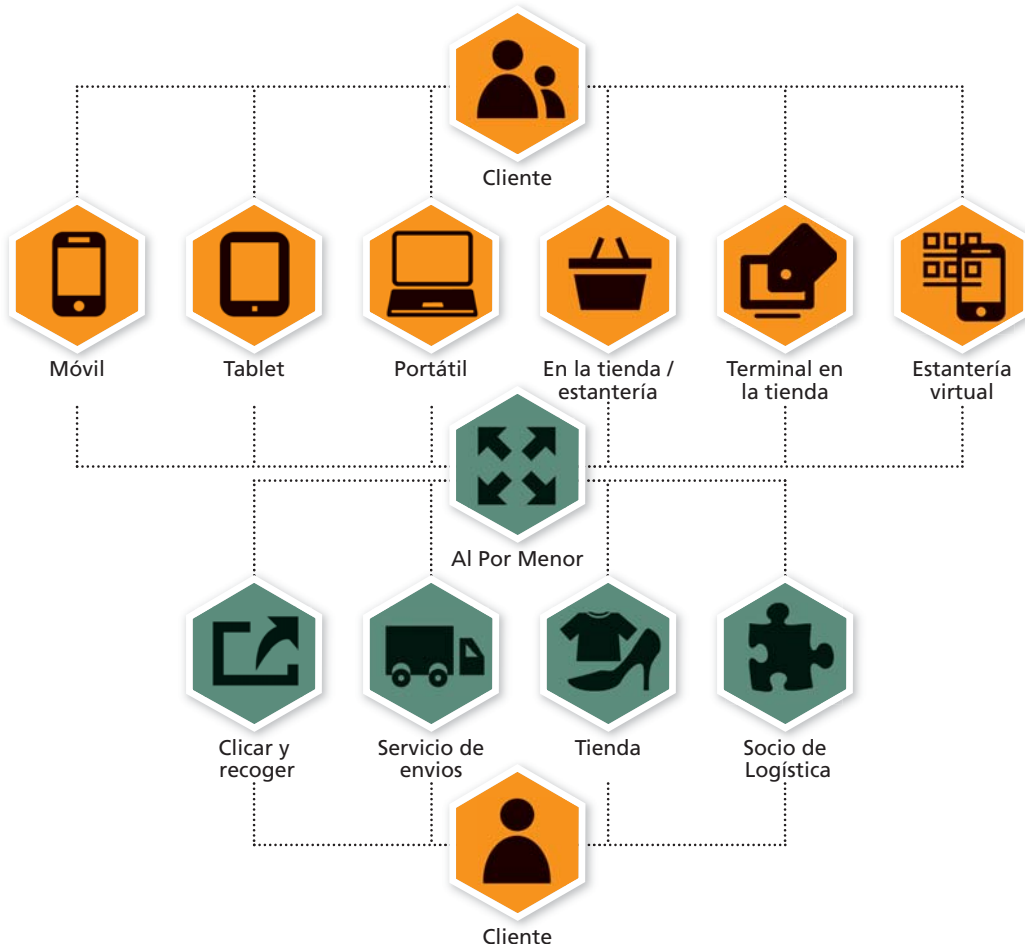 Cliente
Móvil
Tablet
Portátil
En la tienda /
estantería
Terminal en
la tienda
Estantería
virtual
Al Por Menor
Clicar y
recoger
Servicio de
envios
Tienda
Socio de
Logística
Cliente